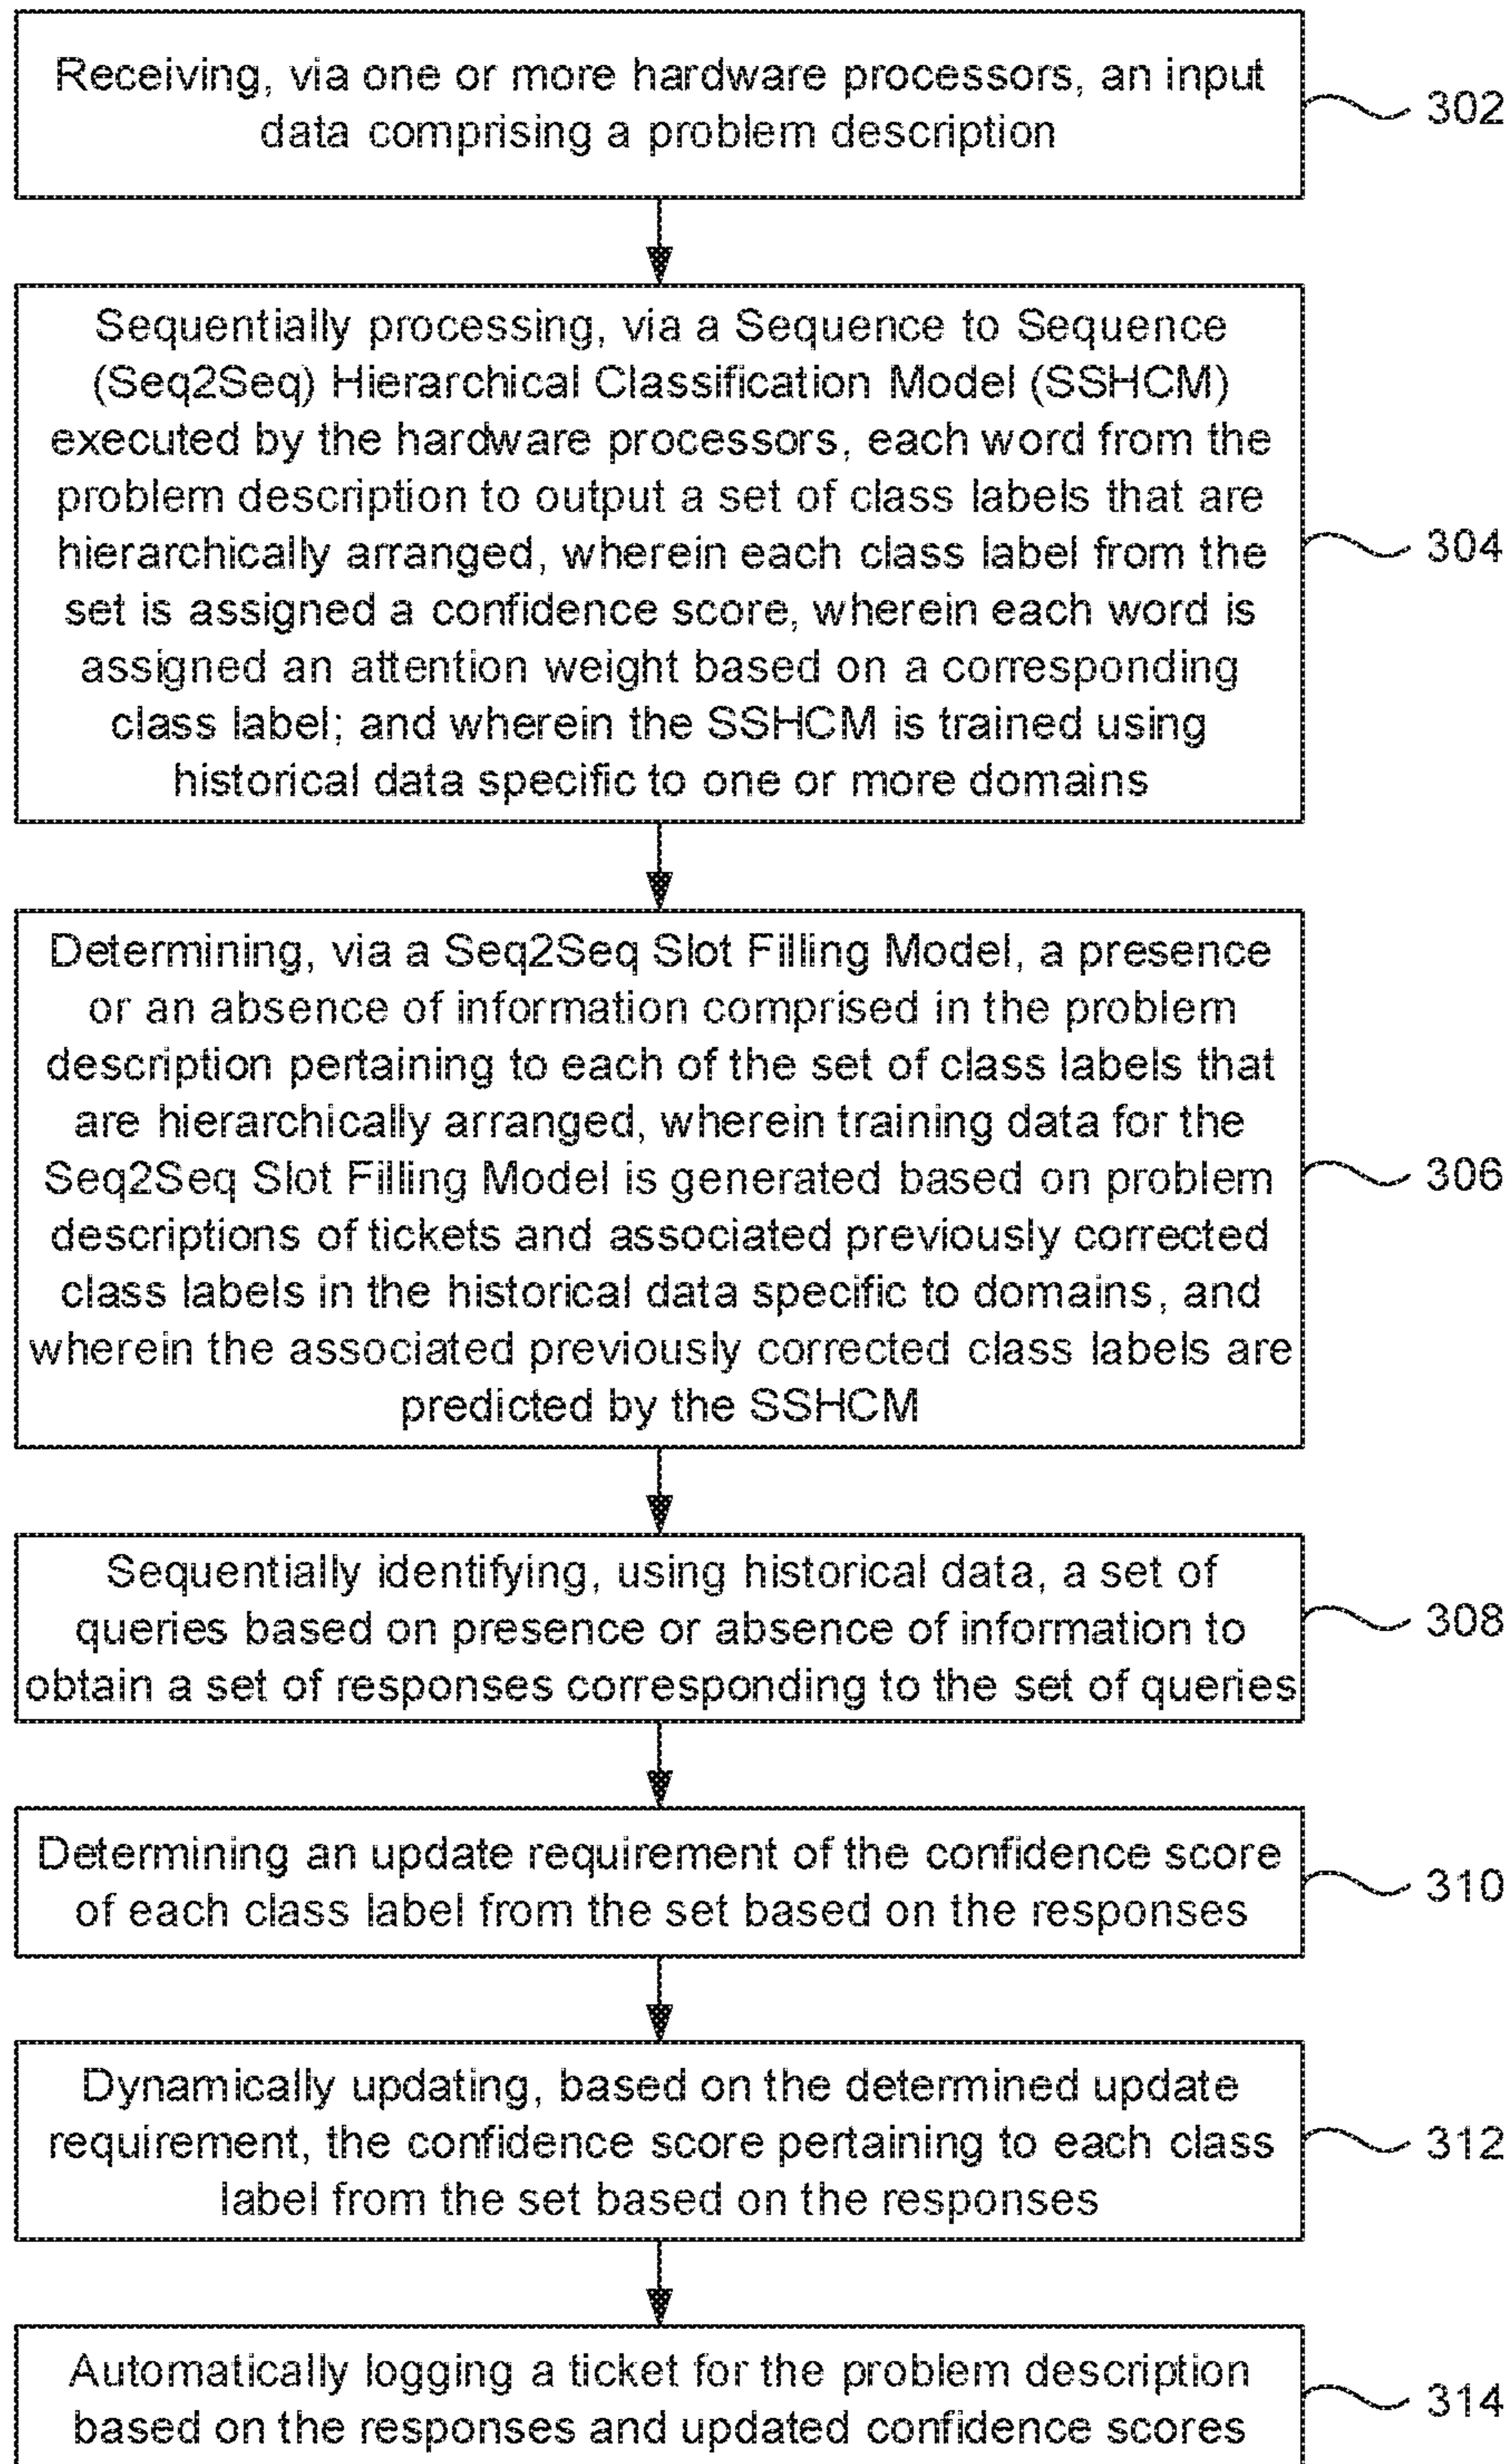 Receiving, via one or more hardware processors, an input
data comprising a problem description
302
Sequentially processing, via a Sequence to Sequence
(Seq2Seq) Hierarchical Classification Model (SSHCM)
executed by the hardware processors, each word from the
problem description to output a set of class labels that are
hierarchically arranged, wherein each class label from the
set is assigned a confidence score, wherein each word is
assigned an attention weight based on a corresponding
class label; and wherein the SSHCM is trained using
historical data specific to one or more domains
304
Determining, via a Seq2Seq Slot Filling Model, a presence
or an absence of information comprised in the problem
description pertaining to each of the set of class labels that
are hierarchically arranged, wherein training data for the
Seq2Seq Slot Filling Model is generated based on problem
descriptions of tickets and associated previously corrected
class labels in the historical data specific to domains, and
wherein the associated previously corrected class labels are
predicted by the SSHCM
306
Sequentially identifying, using historical data, a set of
queries based on presence or absence of information to
obtain a set of responses corresponding to the set of queries
308
Determining an update requirement of the confidence score
of each class label from the set based on the responses
310
Dynamically updating, based on the determined update
requirement, the confidence score pertaining to each class
label from the set based on the responses
312
Automatically logging a ticket for the problem description
based on the responses and updated confidence scores
314